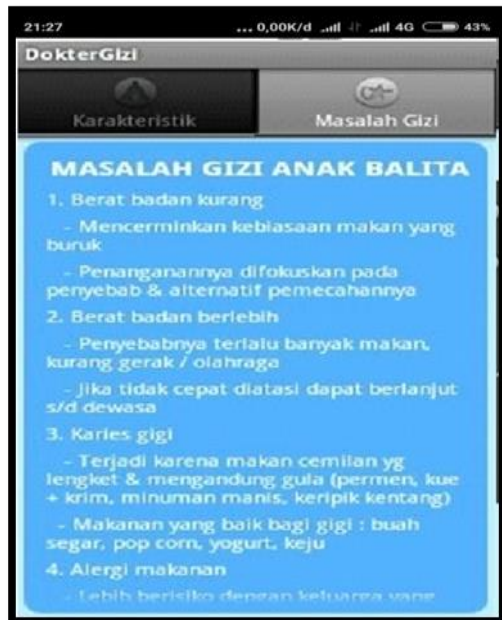 21:27 ... 0,00K/d 4G 43%
DokterGizi
Karakteristik Masalah Gizi
MASALAH GIZI ANAK BALITA
1. Berat badan kurang
- Mencerminkan kebiasaan makan yang
buruk
- Penanganannya difokuskan pada
penyebab & alternatif pemecahannya
2. Berat badan berlebih
- Penyebabnya terlalu banyak makan,
kurang gerak / olahraga
- Jika tidak cepat diatasi dapat berlanjut
s/d dewasa
3. Karies gigi
- Terjadi karena makan cemilan yg
lengket & mengandung gula (permen, kue
+ krim, minuman manis, keripik kentang)
- Makanan yang baik bagi gigi : buah
segar, pop corn, yogurt, keju
4. Alergi makanan
- Lebih berisiko dengan keluarga yang